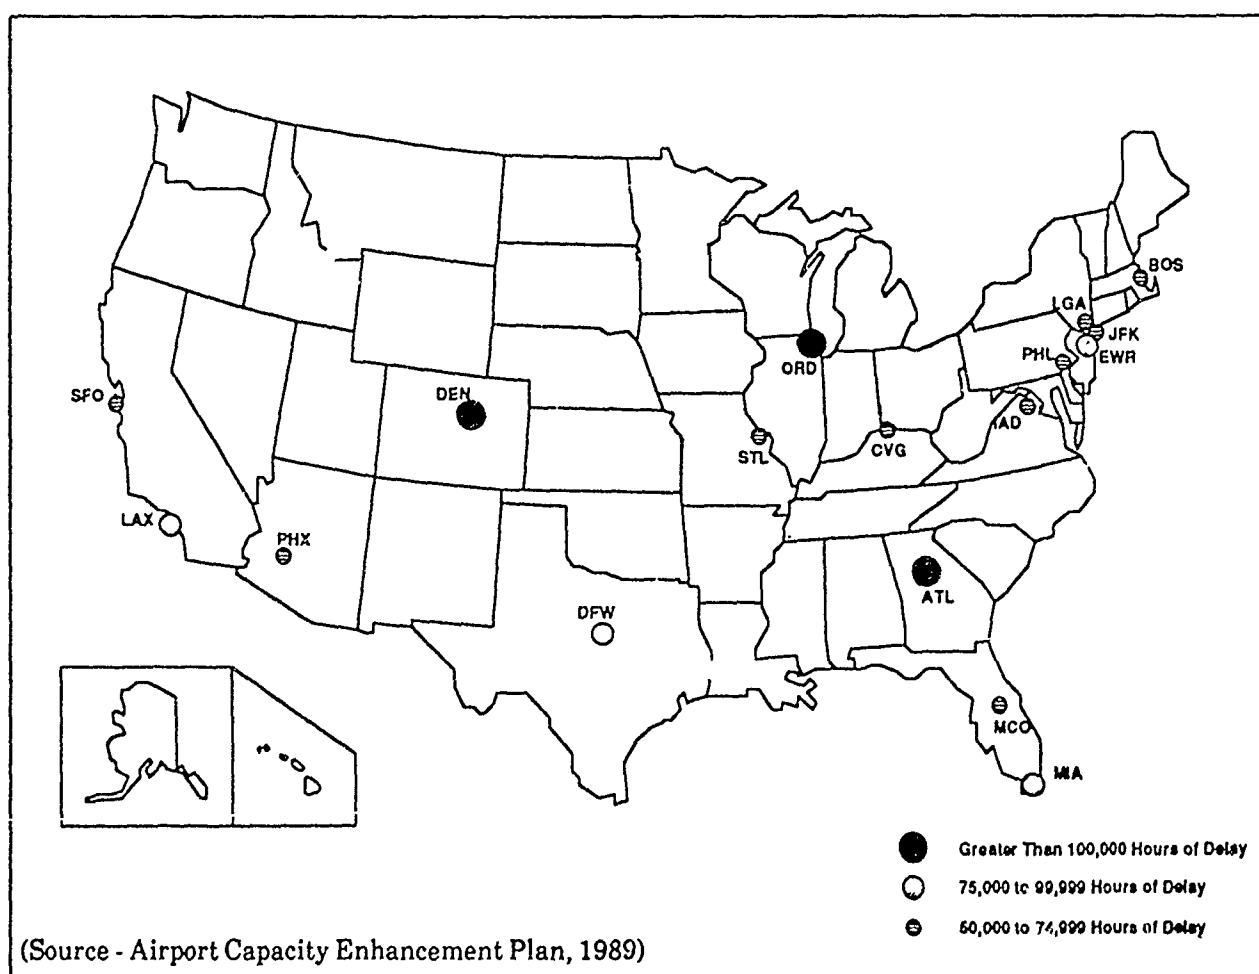 BOS
LGA
JFK
PHL
EWR
ORD
SFO
DEN
IAD
STL
CVG
LAX
PHX
ATL
DFW
MCO
MIA
Greater Than 100,000 Hours of Delay
75,000 to 99,999 Hours of Delay
50,000 to 74,999 Hours of Delay
(Source - Airport Capacity Enhancement Plan, 1989)